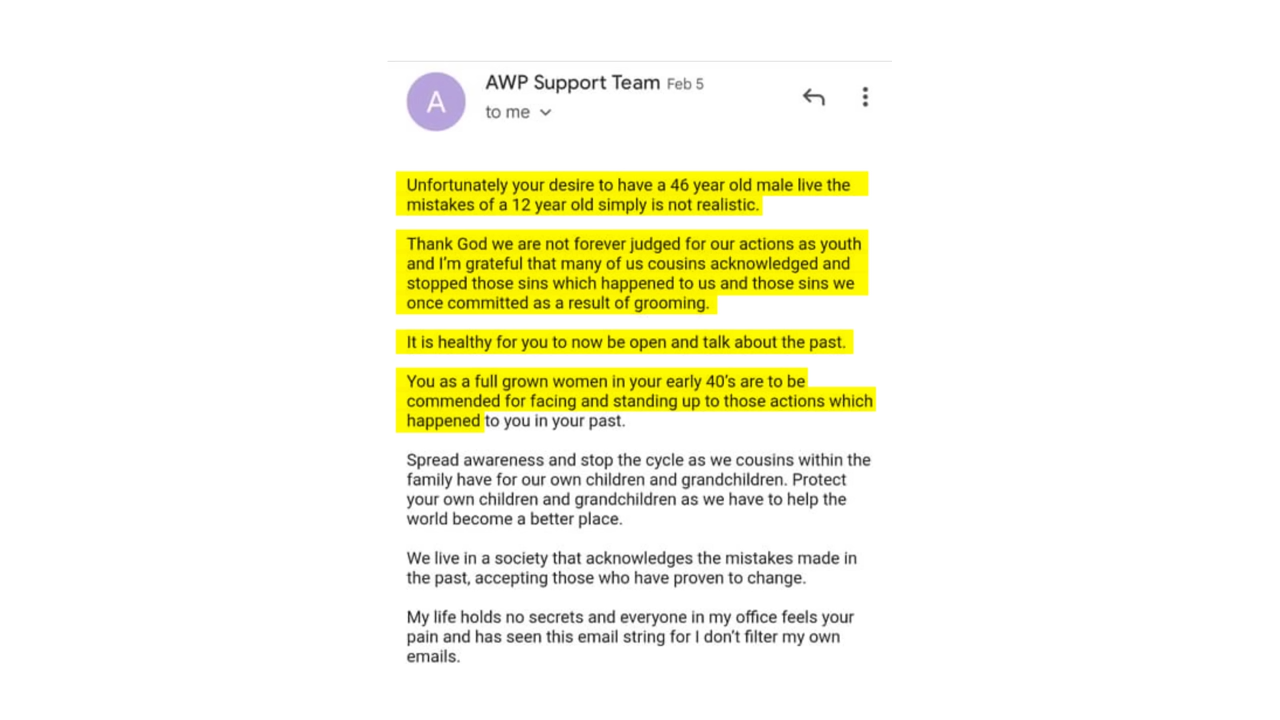 A
AWP Support Team Feb 5
to me
Unfortunately your desire to have a 46 year old male live the
mistakes of a 12 year old simply is not realistic.
Thank God we are not forever judged for our actions as youth
and I'm grateful that many of us cousins acknowledged and
stopped those sins which happened to us and those sins we
once committed as a result of grooming.
It is healthy for you to now be open and talk about the past.
You as a full grown women in your early 40's are to be
commended for facing and standing up to those actions which
happened to you in your past.
Spread awareness and stop the cycle as we cousins within the
family have for our own children and grandchildren. Protect
your own children and grandchildren as we have to help the
world become a better place.
We live in a society that acknowledges the mistakes made in
the past, accepting those who have proven to change.
My life holds no secrets and everyone in my office feels your
pain and has seen this email string for I don't filter my own
emails.